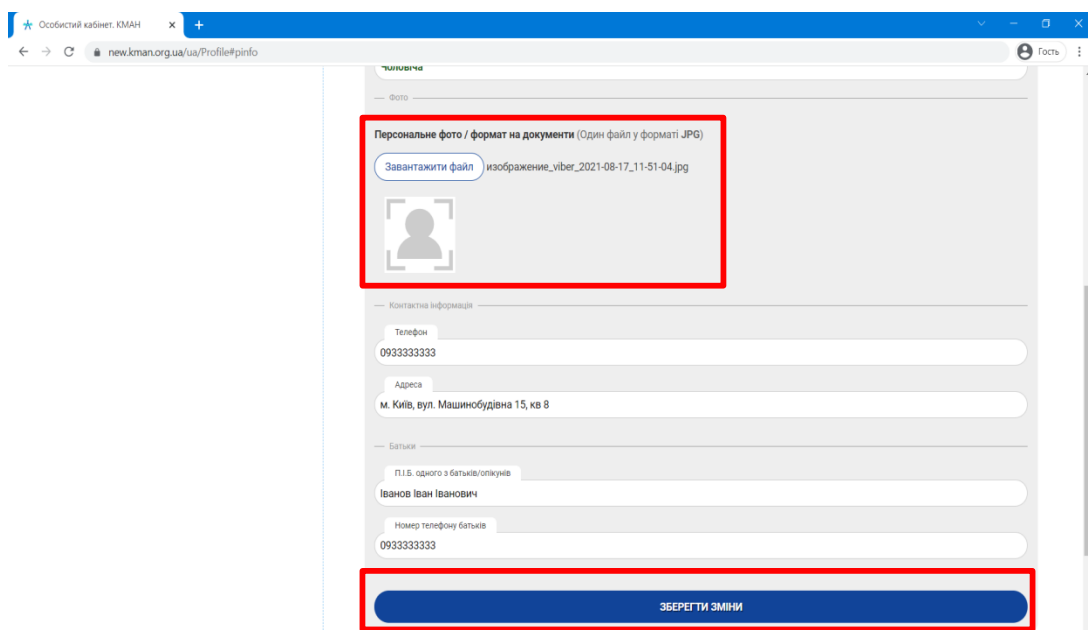 Особистий кабінет. КМАН
new.kman.org.ua/ua/Profile#pinfo
Гость
Чоловіча
Фото
Персональне фото / формат на документи (Один файл у форматі JPG)
Завантажити файл изображение_viber_2021-08-17_11-51-04.jpg
Контактна інформація
Телефон
0933333333
Адреса
м. Київ, вул. Машинобудівна 15, кв 8
Батьки
П.І.Б. одного з батьків/опікунів
Іванов Іван Іванович
Номер телефону батьків
0933333333
ЗБЕРЕГТИ ЗМІНИ